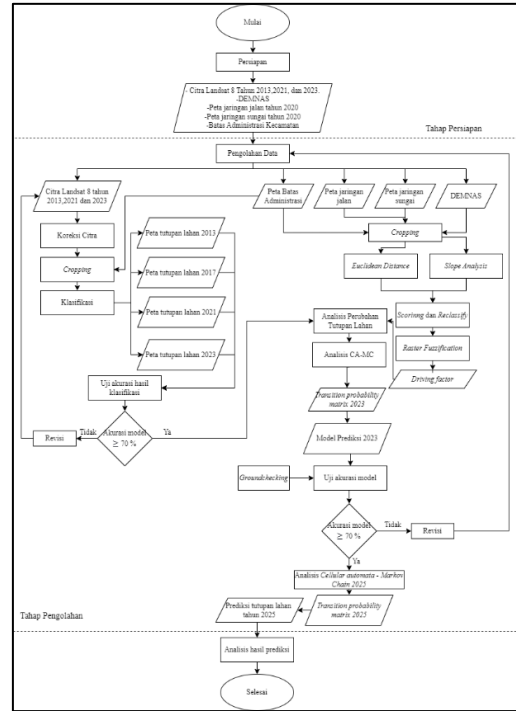 Mulai
Persiapan
- Citra Landsat 8 Tahun 2013,2021, dan 2023.
-DEMNAS
-Peta jaringan jalan tahun 2020
-Peta jaringan sungai tahun 2020
-Batas Administrasi Kecamatan
Tahap Persiapan
Pengolahan Data
Citra Landsat 8 tahun
2013,2021 dan 2023
Peta Batas
Administrasi
Peta jaringan
jalan
Peta jaringan
sungai
DEMNAS
Koreksi Citra
Cropping
Klasifikasi
Peta tutupan lahan 2013
Peta tutupan lahan 2017
Peta tutupan lahan 2021
Peta tutupan lahan 2023
Cropping
Euclidean Distance
Slope Analysis
Scorinng dan Reclassify
Raster Fuzzification
Driving factor
Analisis Perubahan
Tutupan Lahan
Analisis CA-MC
Transition probability
matrix 2023
Model Prediksi 2023
Uji akurasi hasil
klasifikasi
Akurasi model
≥ 70 %
Tidak
Ya
Revisi
Groundchecking
Uji akurasi model
Akurasi model
≥ 70 %
Tidak
Revisi
Ya
Analisis Cellular automata - Markov
Chain 2025
Transition probability
matrix 2025
Prediksi tutupan lahan
tahun 2025
Tahap Pengolahan
Analisis hasil prediksi
Selesai